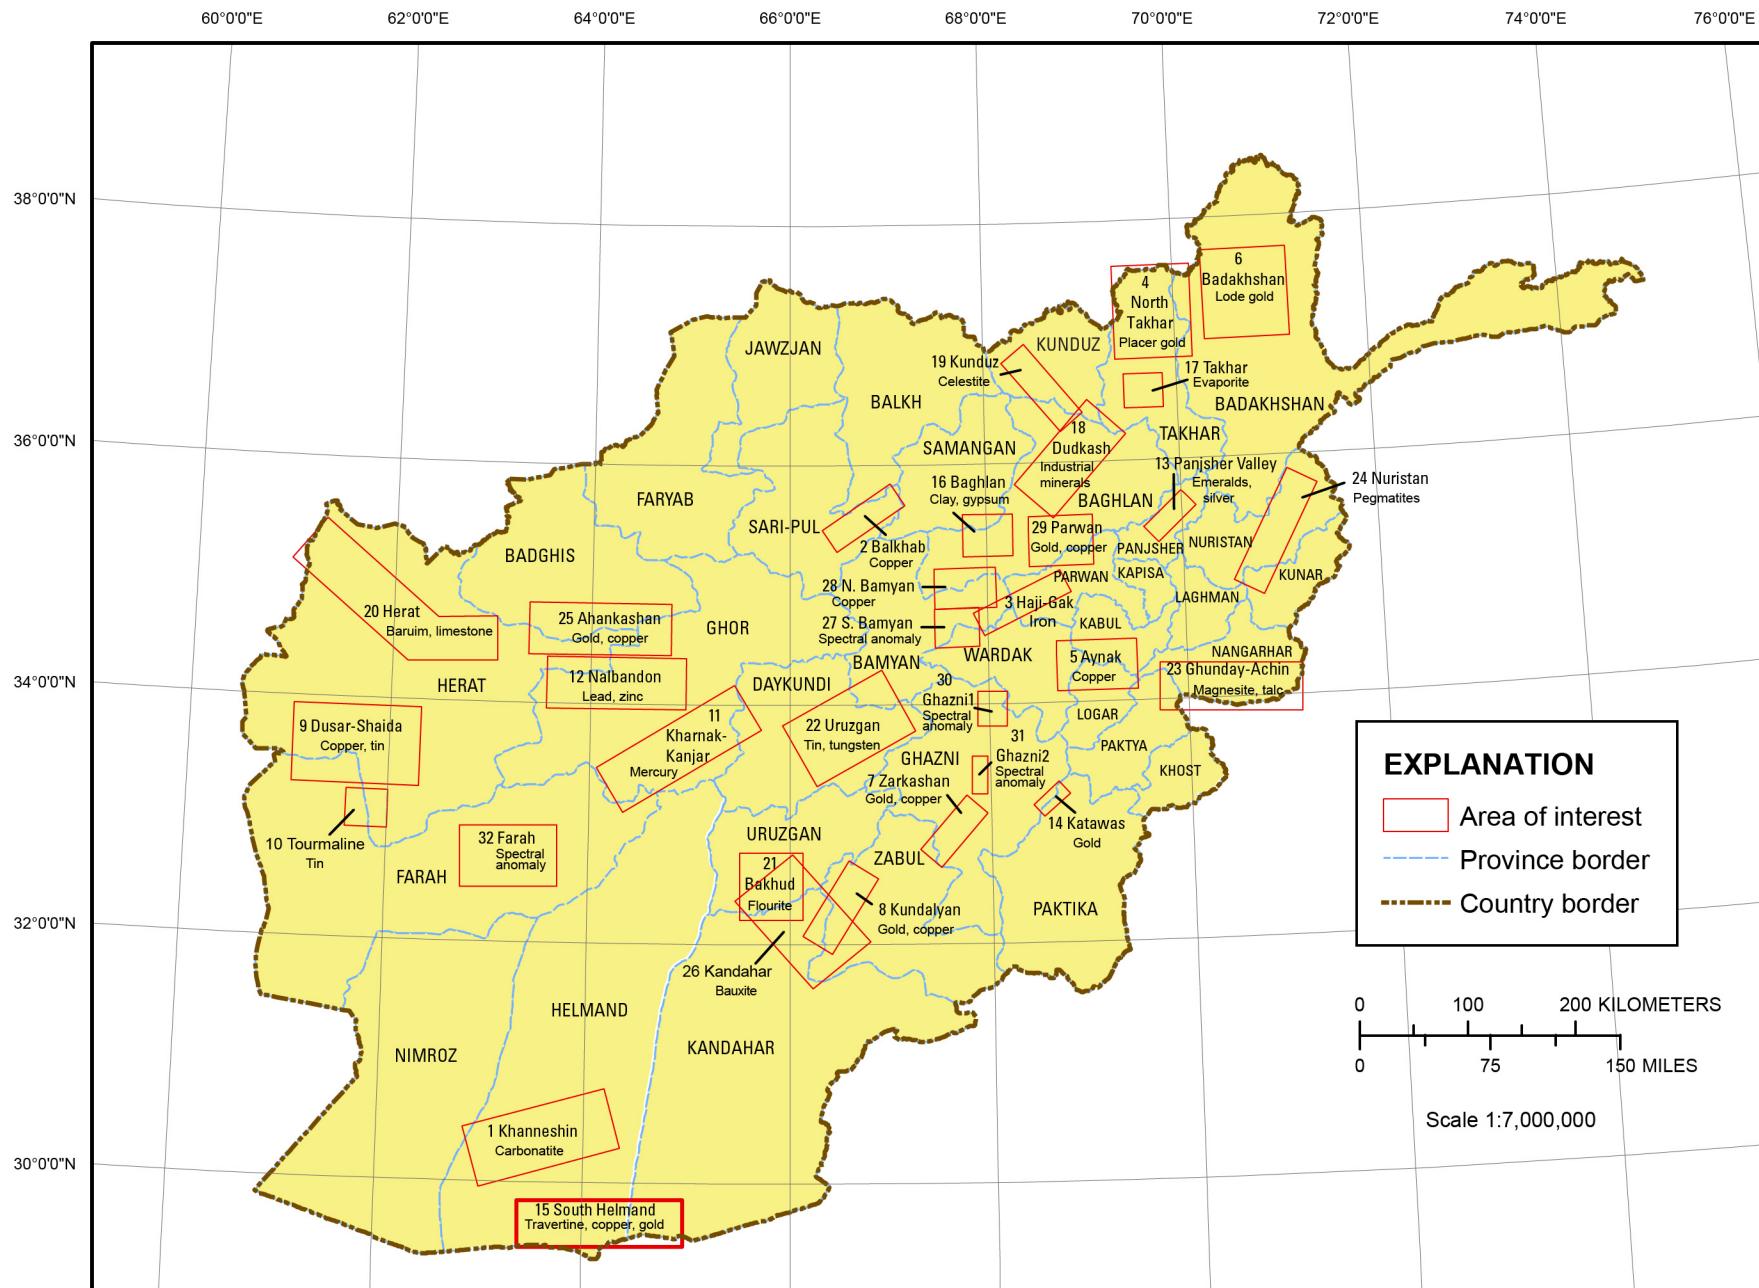 60°0'0"E
62°0'0"E
64°0'0"E
66°0'0"E
68°0'0"E
70°0'0"E
72°0'0"E
74°0'0"E
76°0'0"E
38°0'0"N
36°0'0"N
34°0'0"N
32°0'0"N
30°0'0"N
6
Badakhshan
Lode gold
4
North
Takhar
Placer gold
JAWZJAN
KUNDUZ
19 Kunduz
Celestite
17 Takhar
Evaporite
BALKH
BADAKHSHAN
18
Dudkash
Industrial
minerals
TAKHAR
SAMANGAN
13 Panjsher Valley
Emeralds,
silver
24 Nuristan
Pegmatites
16 Baghlan
Clay, gypsum
FARYAB
BAGHLAN
SARI-PUL
29 Parwan
Gold, copper
2 Balkhab
Copper
BADGHIS
PANJSHER
NURISTAN
PARWAN
KAPISA
KUNAR
28 N. Bamyan
Copper
3 Haji-Gak
Iron
LAGHMAN
20 Herat
Baruim, limestone
25 Ahankashan
Gold, copper
GHOR
27 S. Bamyan
Spectral anomaly
KABUL
BAMYAN
WARDAK
5 Aynak
Copper
NANGARHAR
23 Ghunday-Achin
Magnesite, talc
HERAT
12 Nalbandon
Lead, zinc
DAYKUNDI
30
Ghazni1
Spectral
anomaly
LOGAR
9 Dusar-Shaida
Copper, tin
11
Kharnak-
Kanjar
Mercury
22 Uruzgan
Tin, tungsten
31
Ghazni2
Spectral
anomaly
PAKTYA
GHAZNI
KHOST
7 Zarkashan
Gold, copper
14 Katawas
Gold
10 Tourmaline
Tin
32 Farah
Spectral
anomaly
URUZGAN
ZABUL
FARAH
21
Bakhud
Flourite
8 Kundalyan
Gold, copper
PAKTIKA
26 Kandahar
Bauxite
HELMAND
KANDAHAR
NIMROZ
1 Khanneshin
Carbonatite
15 South Helmand
Travertine, copper, gold
EXPLANATION
Area of interest
Province border
Country border
0 100 200 KILOMETERS
0 75 150 MILES
Scale 1:7,000,000